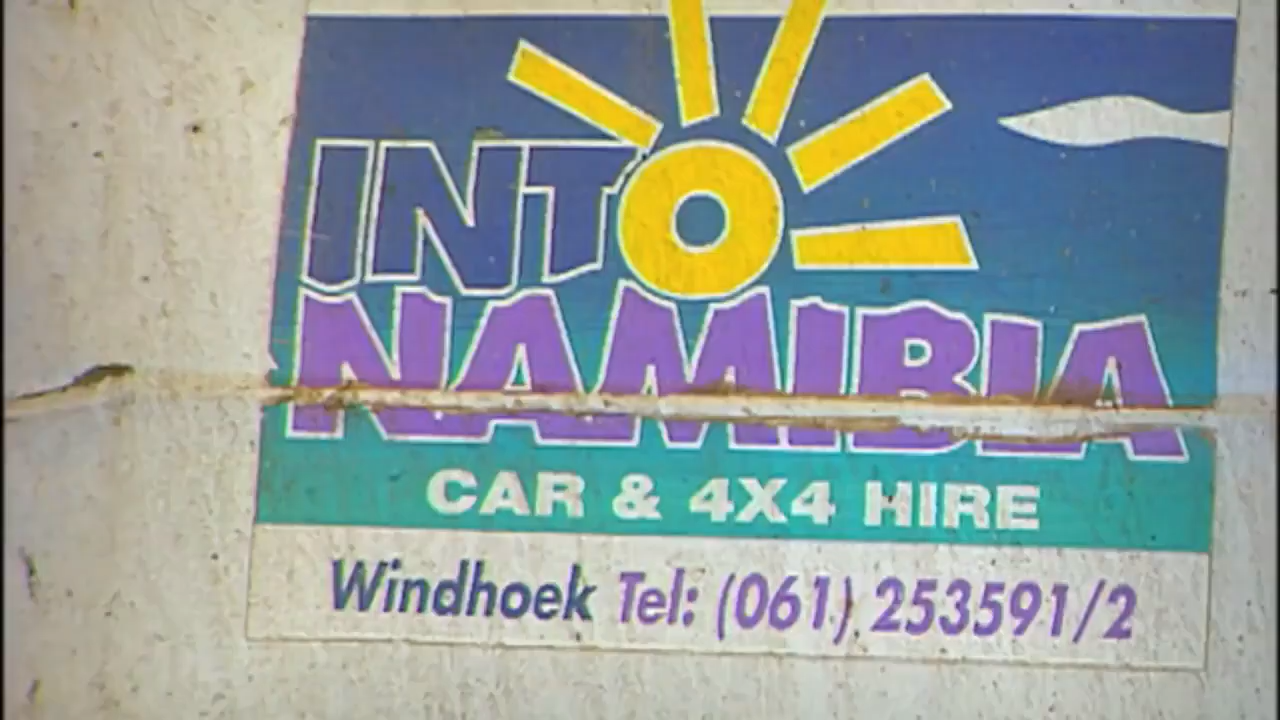 INTO
NAMIBIA
CAR & 4X4 HIRE
Windhoek Tel: (061) 253591/2